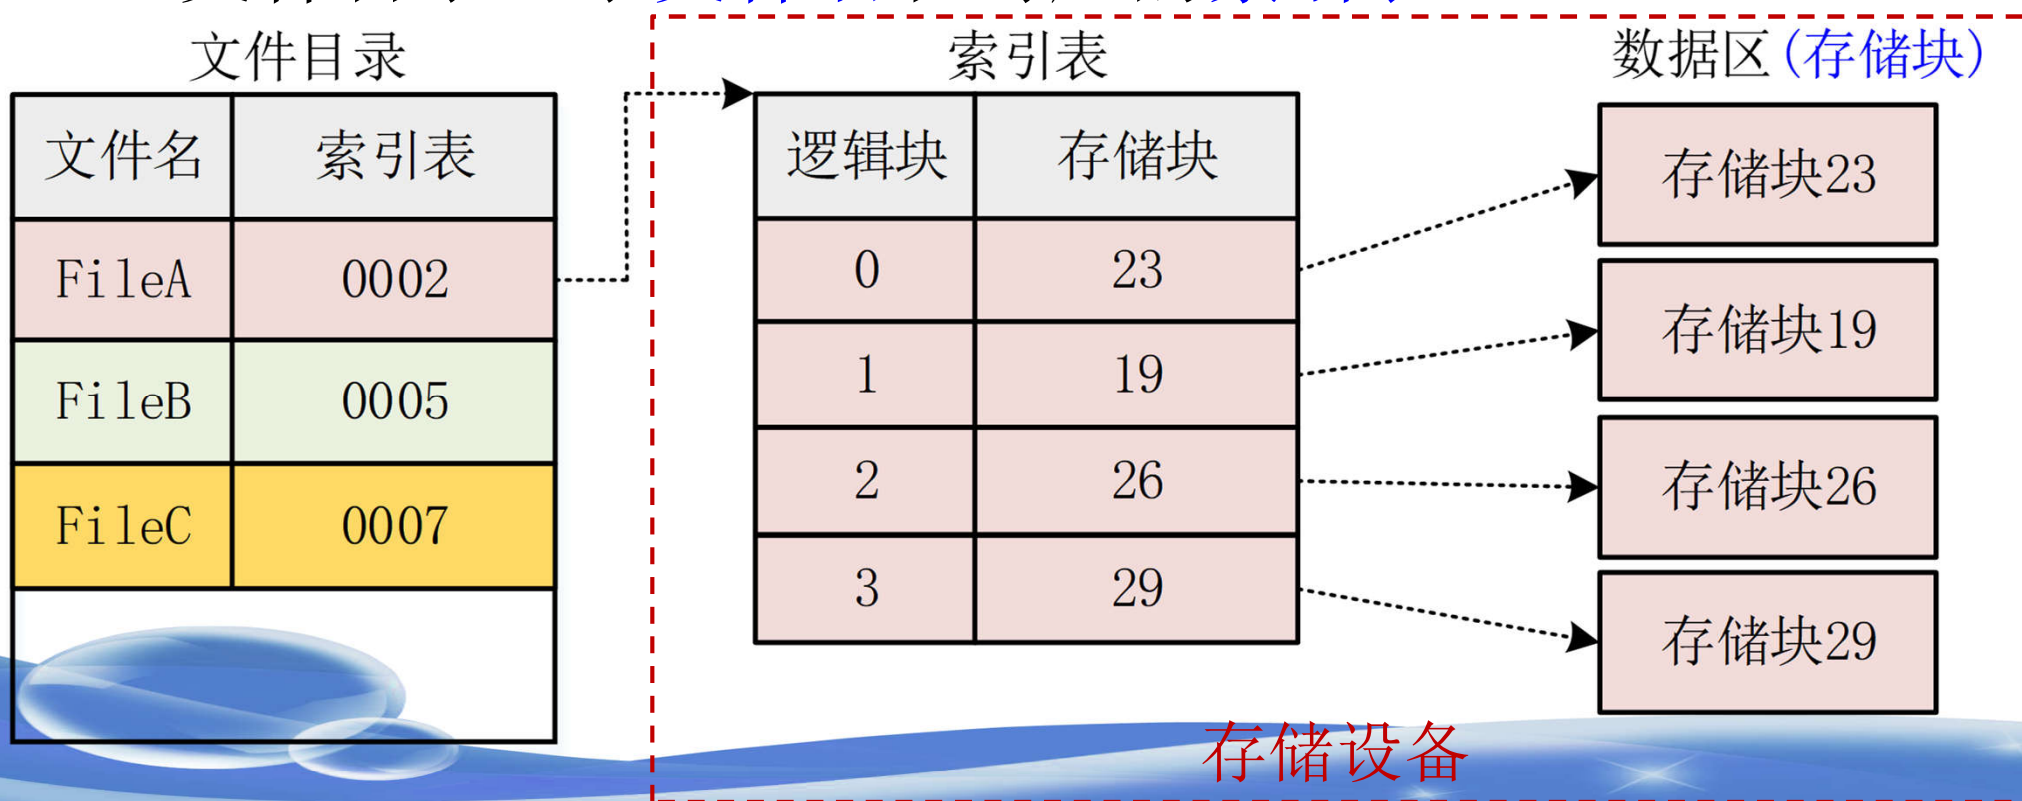 文件目录
索引表
数据区(存储块)
文件名 索引表
FileA 0002
FileB 0005
FileC 0007
逻辑块 存储块
0 23
1 19
2 26
3 29
存储块23
存储块19
存储块26
存储块29
存储设备